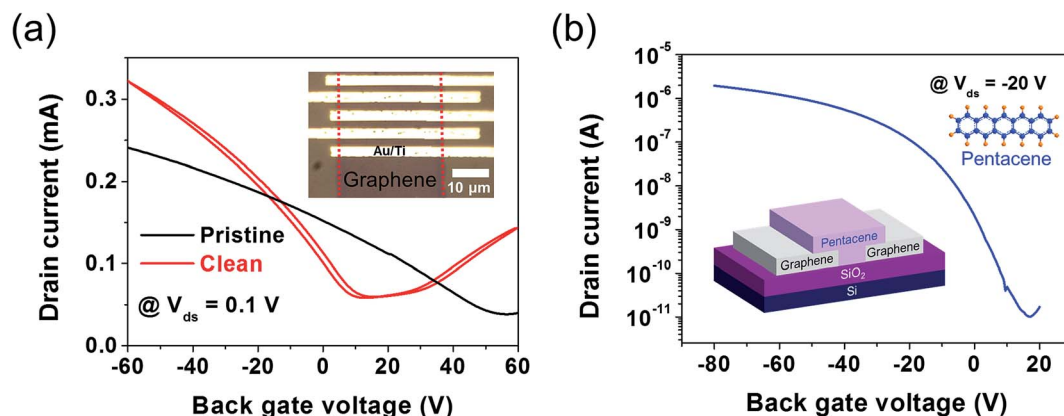 (a)
Drain current (mA)
0.3
0.2
0.1
0.0
-60
-40
-20
0
20
40
60
Back gate voltage (V)
Pristine
Clean
@ V_ds = 0.1 V
Au/Ti
Graphene
10 µm
(b)
Drain current (A)
10^-5
10^-6
10^-7
10^-8
10^-9
10^-10
10^-11
-80
-60
-40
-20
0
20
Back gate voltage (V)
@ V_ds = -20 V
Pentacene
Pentacene
Graphene
Graphene
SiO2
Si